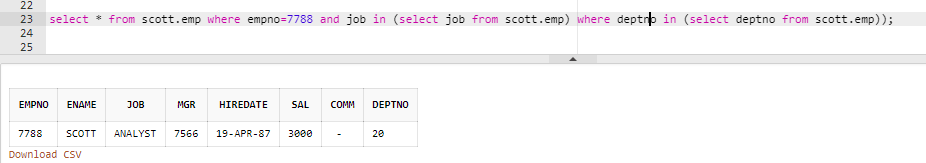 22
23 select * from scott.emp where empno=7788 and job in (select job from scott.emp) where deptno in (select deptno from scott.emp));
24
25
EMPNO ENAME JOB MGR HIREDATE SAL COMM DEPTNO
7788 SCOTT ANALYST 7566 19-APR-87 3000 - 20
Download CSV